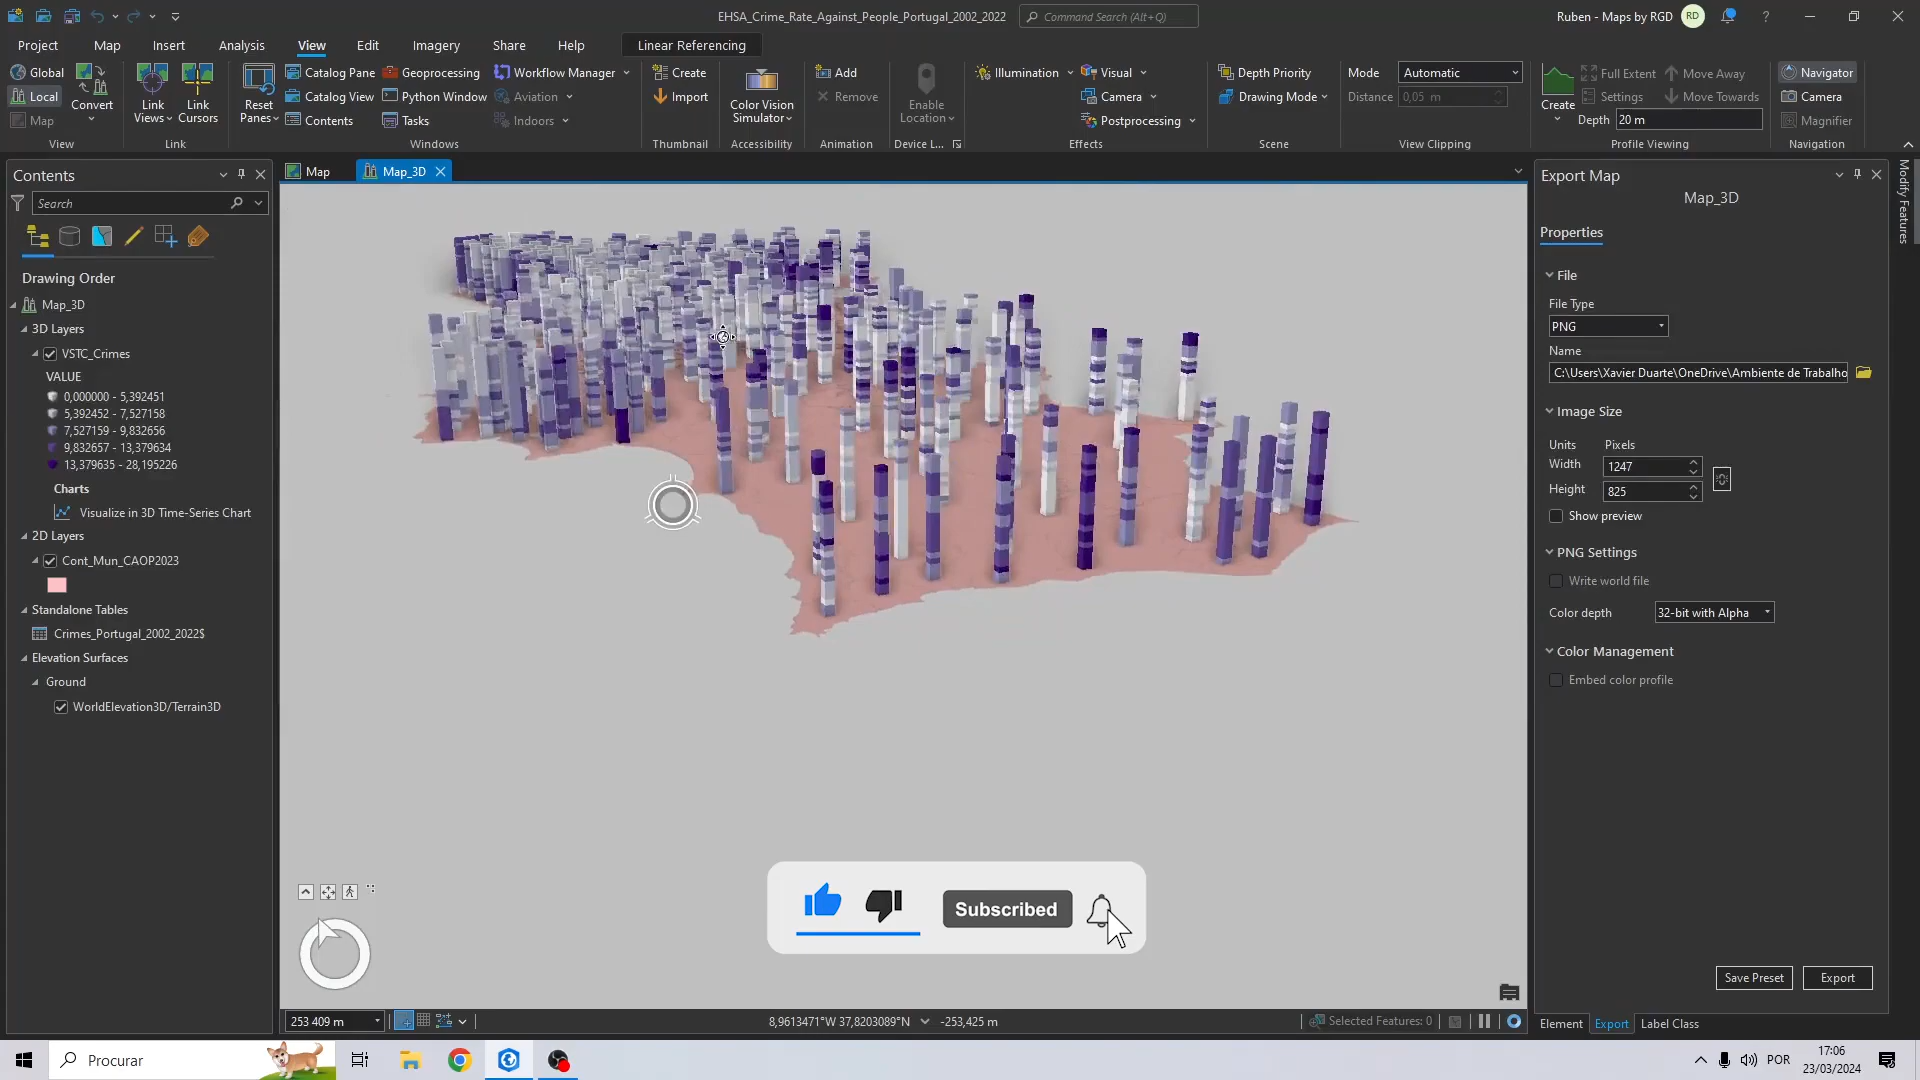 EHSA_Crime_Rate_Against_People_Portugal_2002_2022
Command Search (Alt+Q)
Ruben - Maps by RGD
RD
?
Project
Map
Insert
Analysis
View
Edit
Imagery
Share
Help
Linear Referencing
Global
Local
Map
Convert
View
Link Views
Link Cursors
Link
Reset Panes
Catalog Pane
Catalog View
Contents
Geoprocessing
Python Window
Tasks
Workflow Manager
Aviation
Indoors
Windows
Create
Import
Thumbnail
Color Vision Simulator
Accessibility
Add
Remove
Animation
Enable Location
Device L...
Illumination
Visual
Camera
Postprocessing
Effects
Depth Priority
Drawing Mode
Scene
Mode
Automatic
Distance
0,05 m
View Clipping
Create
Full Extent
Move Away
Settings
Move Towards
Depth
20 m
Profile Viewing
Navigator
Camera
Magnifier
Navigation
Contents
Search
Drawing Order
Map_3D
3D Layers
VSTC_Crimes
VALUE
0,000000 - 5,392451
5,392452 - 7,527158
7,527159 - 9,832656
9,832657 - 13,379634
13,379635 - 28,195226
Charts
Visualize in 3D Time-Series Chart
2D Layers
Cont_Mun_CAOP2023
Standalone Tables
Crimes_Portugal_2002_2022$
Elevation Surfaces
Ground
WorldElevation3D/Terrain3D
Map
Map_3D
Subscribed
253 409 m
8,9613471°W 37,8203089°N
-253,425 m
Selected Features: 0
Export Map
Map_3D
Properties
File
File Type
PNG
Name
C:\Users\Xavier Duarte\OneDrive\Ambiente de Trabalho
Image Size
Units
Pixels
Width
1247
Height
825
Show preview
PNG Settings
Write world file
Color depth
32-bit with Alpha
Color Management
Embed color profile
Save Preset
Export
Element
Export
Label Class
Modify Features
Procurar
POR
17:06
23/03/2024